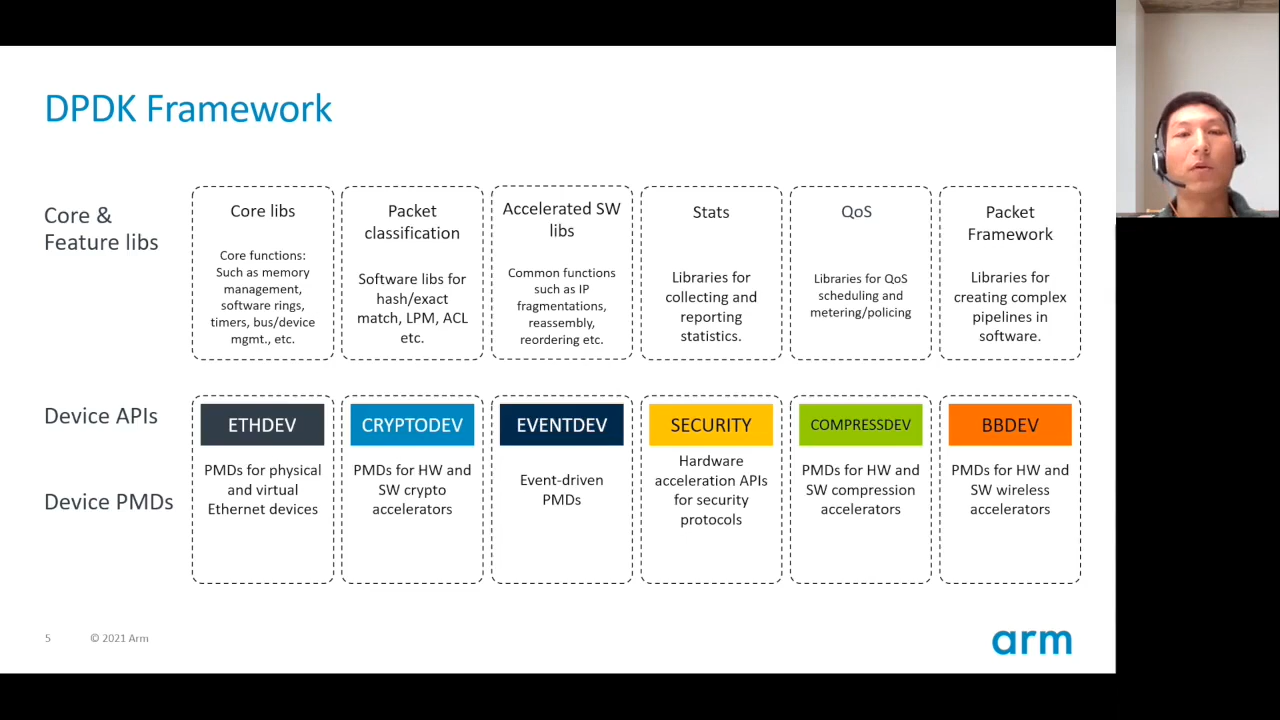 DPDK Framework
Core &
Feature libs
Core libs
Core functions:
Such as memory
management,
software rings,
timers, bus/device
mgmt., etc.
Packet
classification
Software libs for
hash/exact
match, LPM, ACL
etc.
Accelerated SW
libs
Common functions
such as IP
fragmentations,
reassembly,
reordering etc.
Stats
Libraries for
collecting and
reporting
statistics.
QoS
Libraries for QoS
scheduling and
metering/policing
Packet
Framework
Libraries for
creating complex
pipelines in
software.
Device APIs
Device PMDs
ETHDEV
PMDs for physical
and virtual
Ethernet devices
CRYPTODEV
PMDs for HW and
SW crypto
accelerators
EVENTDEV
Event-driven
PMDs
SECURITY
Hardware
acceleration APIs
for security
protocols
COMPRESSDEV
PMDs for HW and
SW compression
accelerators
BBDEV
PMDs for HW and
SW wireless
accelerators
5
© 2021 Arm
arm